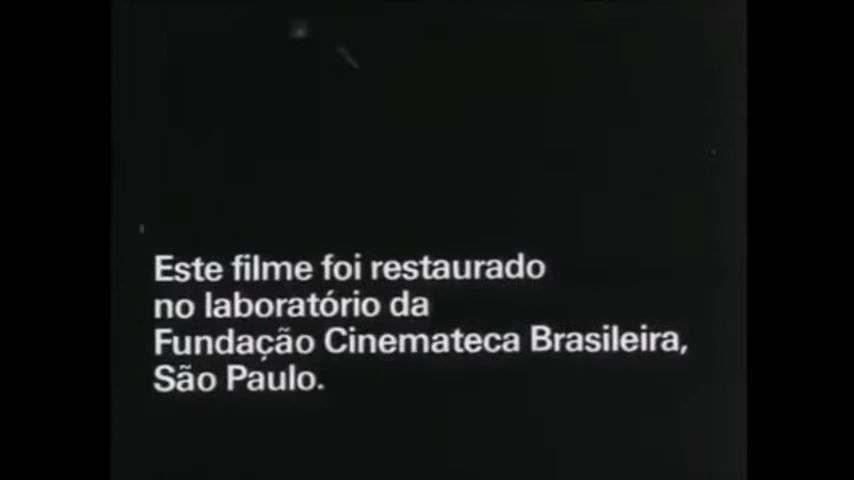 Este filme foi restaurado
no laboratório da
Fundação Cinemateca Brasileira,
São Paulo.